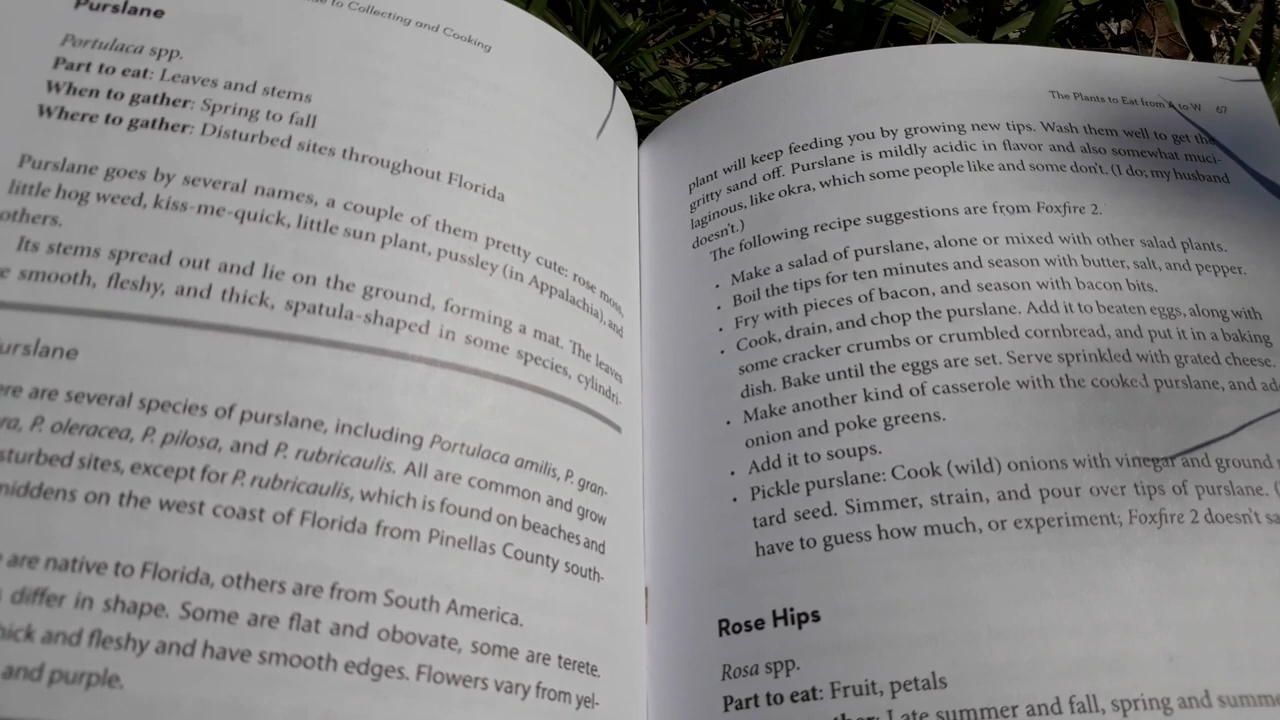 to Collecting and Cooking
Purslane
Portulaca spp.
Part to eat: Leaves and stems
When to gather: Spring to fall
Where to gather: Disturbed sites throughout Florida
Purslane goes by several names, a couple of them pretty cute: rose moss,
little hog weed, kiss-me-quick, little sun plant, pussley (in Appalachia), and
others.
Its stems spread out and lie on the ground, forming a mat. The leaves
smooth, fleshy, and thick, spatula-shaped in some species, cylindri-
urslane
ere are several species of purslane, including Portulaca amilis, P. gran-
ra, P. oleracea, P. pilosa, and P. rubricaulis. All are common and grow
sturbed sites, except for P. rubricaulis, which is found on beaches and
middens on the west coast of Florida from Pinellas County south-
are native to Florida, others are from South America.
differ in shape. Some are flat and obovate, some are terete.
hick and fleshy and have smooth edges. Flowers vary from yel-
and purple.
The Plants to Eat from A to W 67
plant will keep feeding you by growing new tips. Wash them well to get the
gritty sand off. Purslane is mildly acidic in flavor and also somewhat muci-
laginous, like okra, which some people like and some don't. (I do; my husband
doesn't.)
The following recipe suggestions are from Foxfire 2.
• Make a salad of purslane, alone or mixed with other salad plants.
• Boil the tips for ten minutes and season with butter, salt, and pepper.
• Fry with pieces of bacon, and season with bacon bits.
• Cook, drain, and chop the purslane. Add it to beaten eggs, along with
some cracker crumbs or crumbled cornbread, and put it in a baking
dish. Bake until the eggs are set. Serve sprinkled with grated cheese.
• Make another kind of casserole with the cooked purslane, and ad
onion and poke greens.
• Add it to soups.
• Pickle purslane: Cook (wild) onions with vinegar and ground
tard seed. Simmer, strain, and pour over tips of purslane. (
have to guess how much, or experiment; Foxfire 2 doesn't sa
Rose Hips
Rosa spp.
Part to eat: Fruit, petals
ther: Late summer and fall, spring and summe